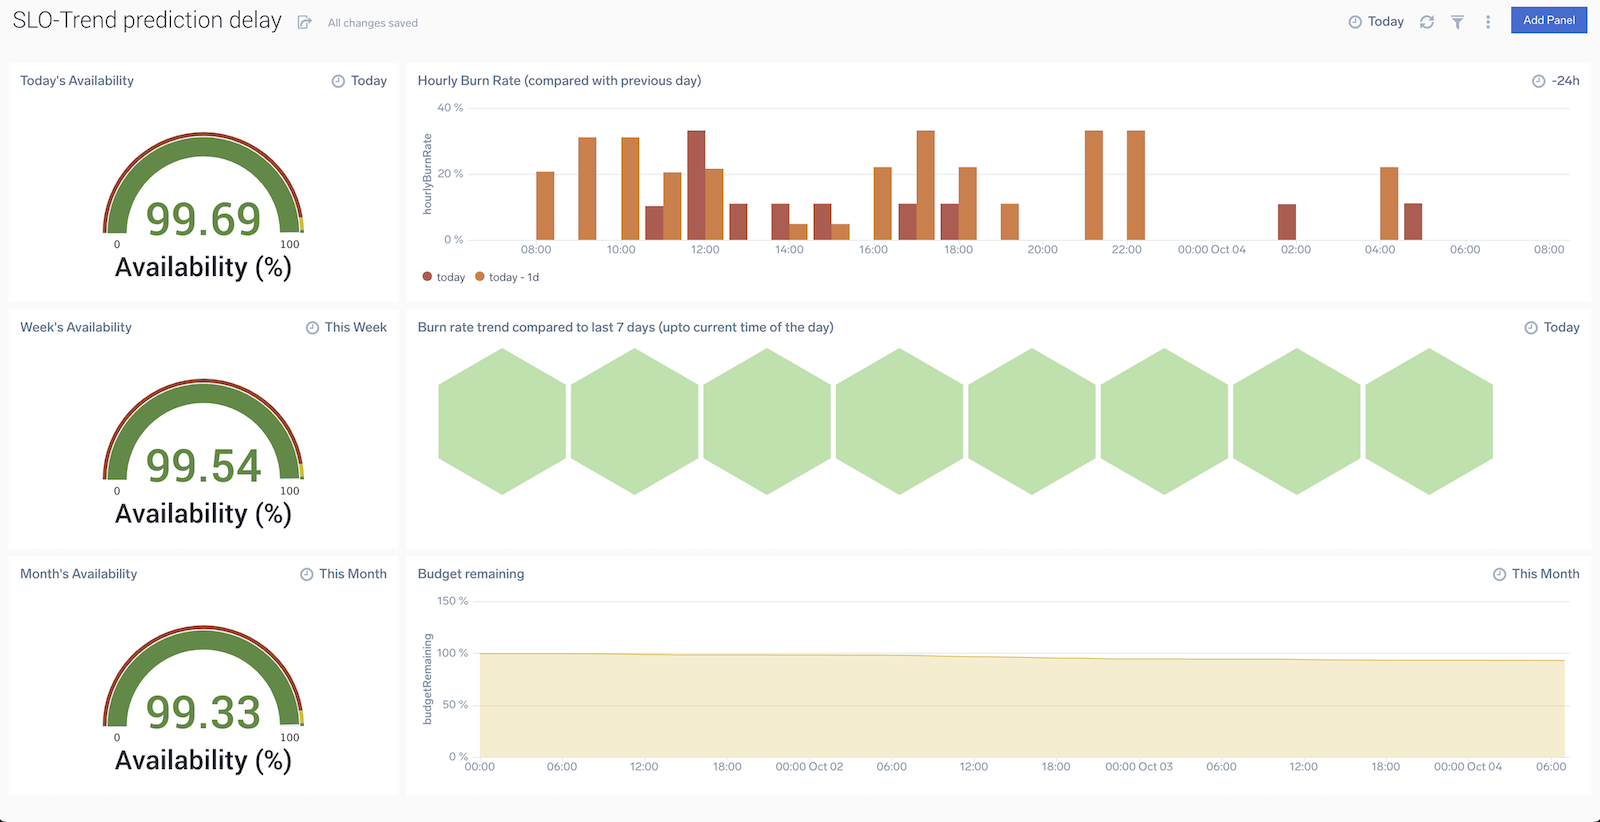 SLO-Trend prediction delay
All changes saved
Today
Add Panel
Today's Availability
Today
99.69
0
100
Availability (%)
Hourly Burn Rate (compared with previous day)
-24h
hourlyBurnRate
40 %
20 %
0 %
08:00 10:00 12:00 14:00 16:00 18:00 20:00 22:00 00:00 Oct 04 02:00 04:00 06:00 08:00
today today - 1d
Week's Availability
This Week
99.54
0
100
Availability (%)
Burn rate trend compared to last 7 days (upto current time of the day)
Today
Month's Availability
This Month
99.33
0
100
Availability (%)
Budget remaining
This Month
budgetRemaining
150 %
100 %
50 %
0 %
00:00 06:00 12:00 18:00 00:00 Oct 02 06:00 12:00 18:00 00:00 Oct 03 06:00 12:00 18:00 00:00 Oct 04 06:00